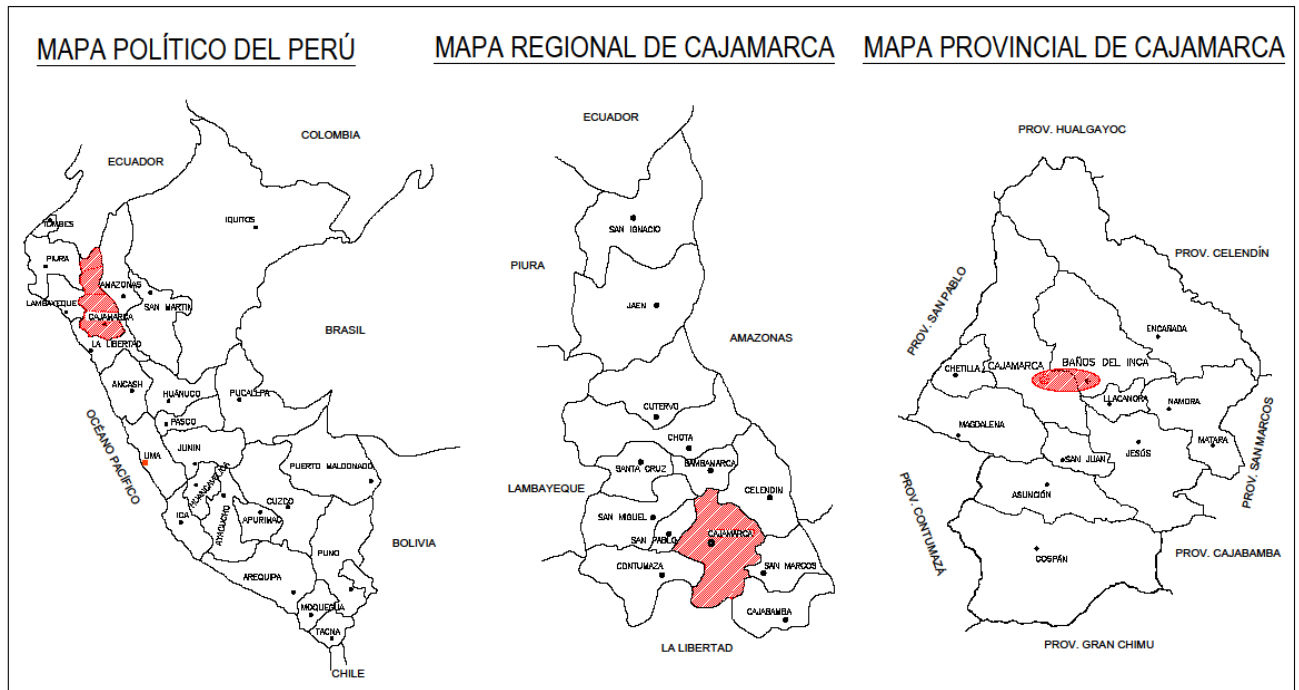 MAPA POLÍTICO DEL PERÚ
COLOMBIA
ECUADOR
TUMBES
IQUITOS
PIURA
AMAZONAS
LAMBAYEQUE
SAN MARTIN
CAJAMARCA
BRASIL
LA LIBERTAD
ANCASH
HUÁNUCO
PUCALLPA
PASCO
OCÉANO PACÍFICO
LIMA
JUNIN
PUERTO MALDONADO
HUANCAVELICA
CUZCO
ICA
AYACUCHO
APURIMAC
BOLIVIA
PUNO
AREQUIPA
MOQUEGUA
TACNA
CHILE
MAPA REGIONAL DE CAJAMARCA
ECUADOR
SAN IGNACIO
PIURA
JAEN
AMAZONAS
CUTERVO
CHOTA
SANTA CRUZ
BAMBAMARCA
LAMBAYEQUE
CELENDIN
SAN MIGUEL
SAN PABLO
CAJAMARCA
CONTUMAZA
SAN MARCOS
CAJABAMBA
LA LIBERTAD
MAPA PROVINCIAL DE CAJAMARCA
PROV. HUALGAYOC
PROV. CELENDÍN
PROV. SAN PABLO
ENCAÑADA
CHETILLA
CAJAMARCA
BAÑOS DEL INCA
LLACANORA
NAMORA
MAGDALENA
MATARA
JESÚS
SAN JUAN
PROV. SAN MARCOS
ASUNCIÓN
PROV. CONTUMAZÁ
COSPÁN
PROV. CAJABAMBA
PROV. GRAN CHIMU